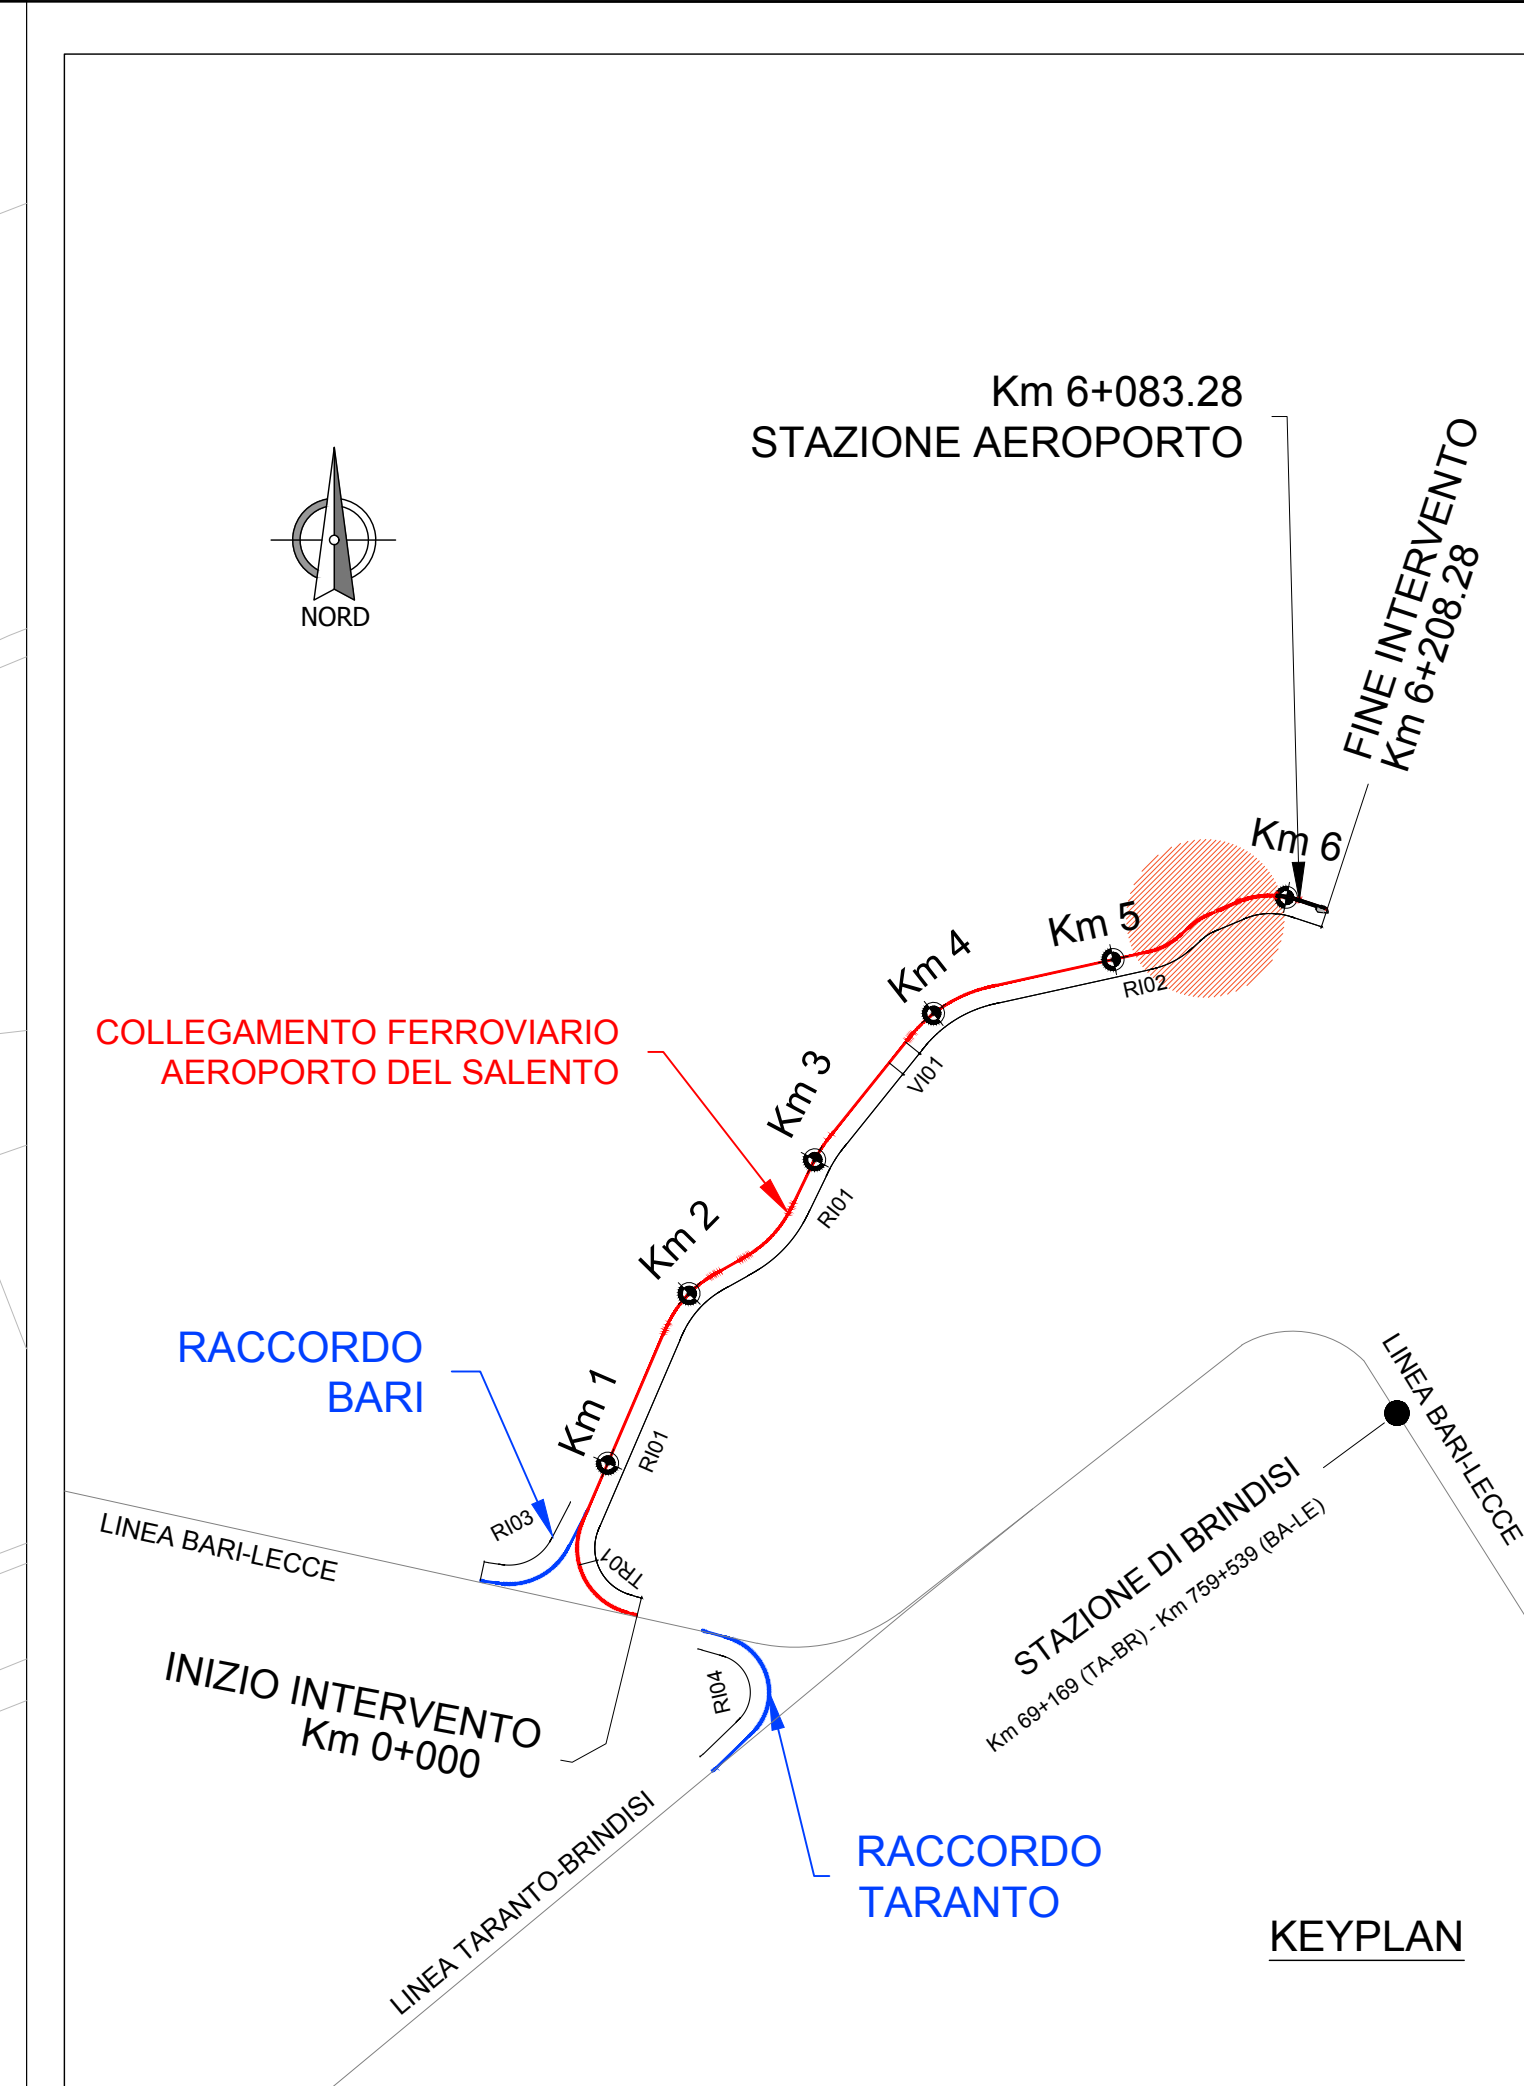 Km 6+083.28
STAZIONE AEROPORTO
FINE INTERVENTO
Km 6+208.28
NORD
Km 6
Km 5
RI02
Km 4
VI01
COLLEGAMENTO FERROVIARIO
AEROPORTO DEL SALENTO
Km 3
RI01
Km 2
RACCORDO
BARI
Km 1
RI01
LINEA BARI-LECCE
RI03
LINEA BARI-LECCE
TR01
STAZIONE DI BRINDISI
Km 69+169 (TA-BR) - Km 759+539 (BA-LE)
INIZIO INTERVENTO
Km 0+000
RI04
LINEA TARANTO-BRINDISI
RACCORDO
TARANTO
KEYPLAN